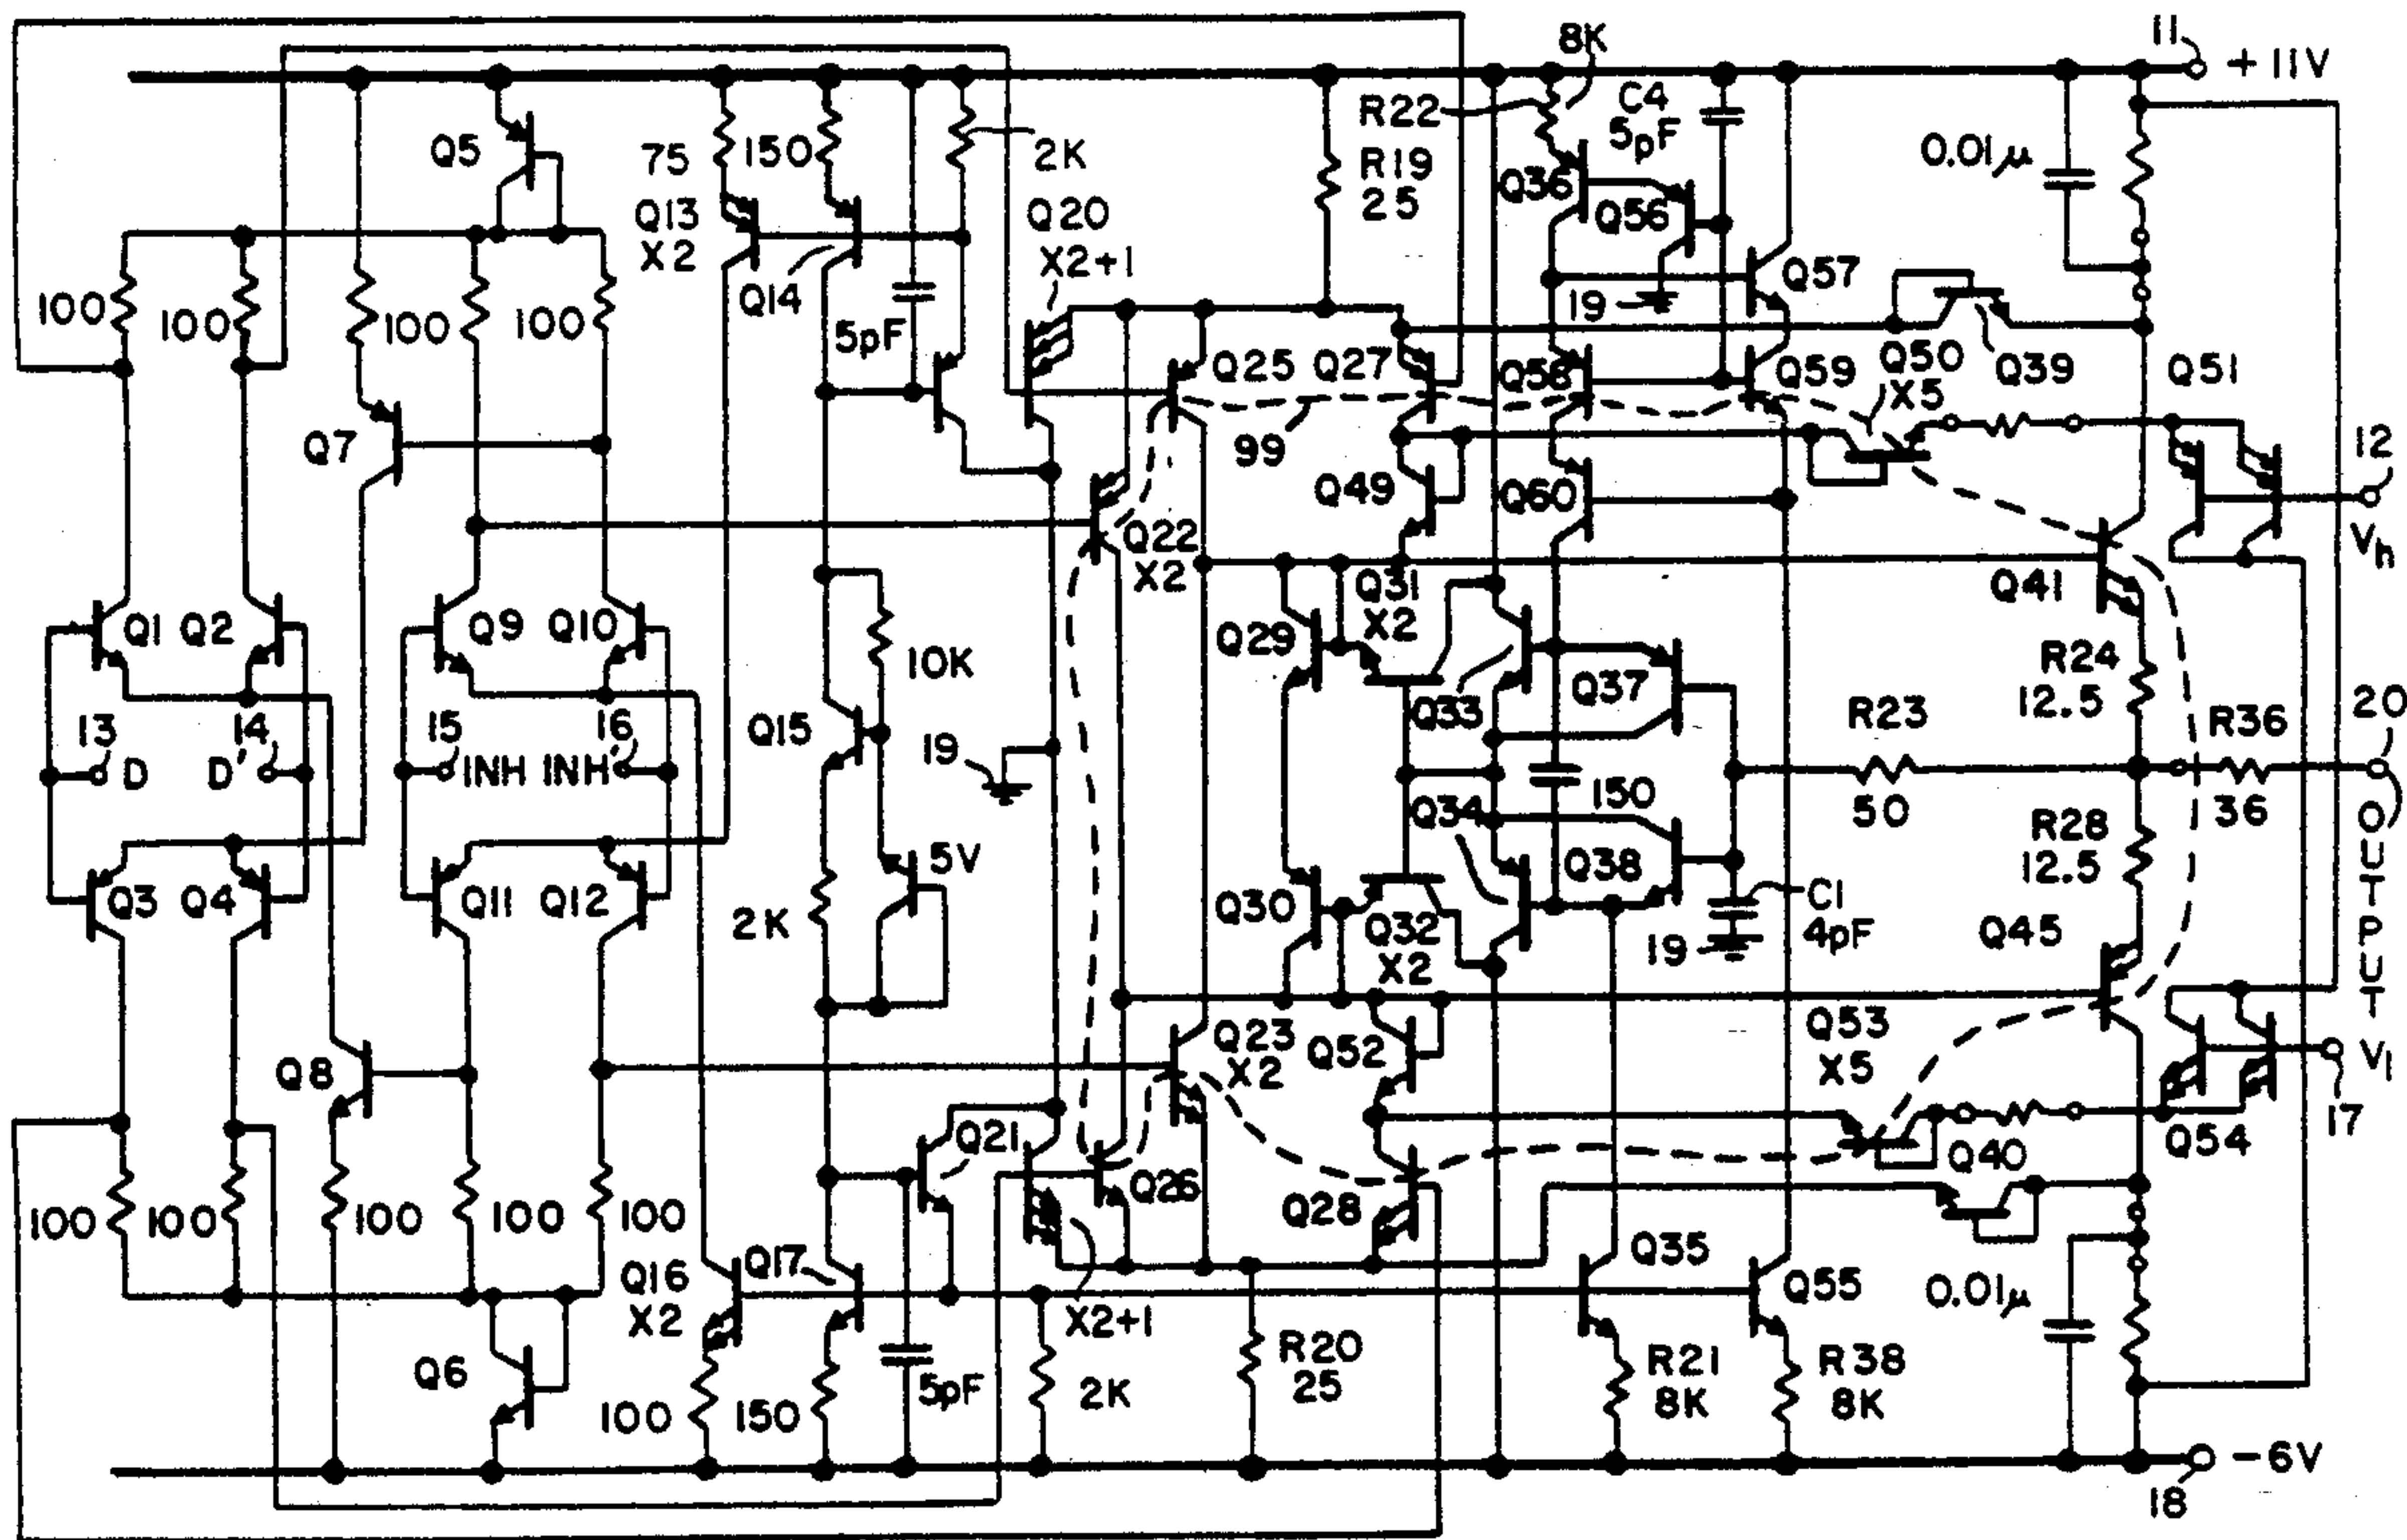 11
+11V
8K
R22
C4
5pF
0.01μ
Q5
75
150
2K
Q13
X2
Q14
5pF
Q20
X2+1
R19
25
Q36
Q56
19
Q57
100
100
100
100
Q7
Q25
Q27
Q58
Q59
Q50
X5
Q39
Q51
99
12
Vh
Q49
Q60
Q22
X2
Q1
Q2
Q9
Q10
10K
Q29
Q31
X2
Q33
Q37
Q41
R24
12.5
R23
50
R36
36
20
OUTPUT
13
D
14
D'
15
INH
16
INH'
Q15
19
150
Q34
R28
12.5
Q3
Q4
Q11
Q12
5V
2K
Q30
Q32
X2
Q38
C1
4pF
19
Q45
Q8
Q23
X2
Q52
Q53
X5
Vl
17
Q21
Q26
Q28
Q40
Q54
100
100
100
100
100
Q16
X2
Q17
X2+1
Q35
Q55
0.01μ
Q6
100
150
5pF
2K
R20
25
R21
8K
R38
8K
-6V
18